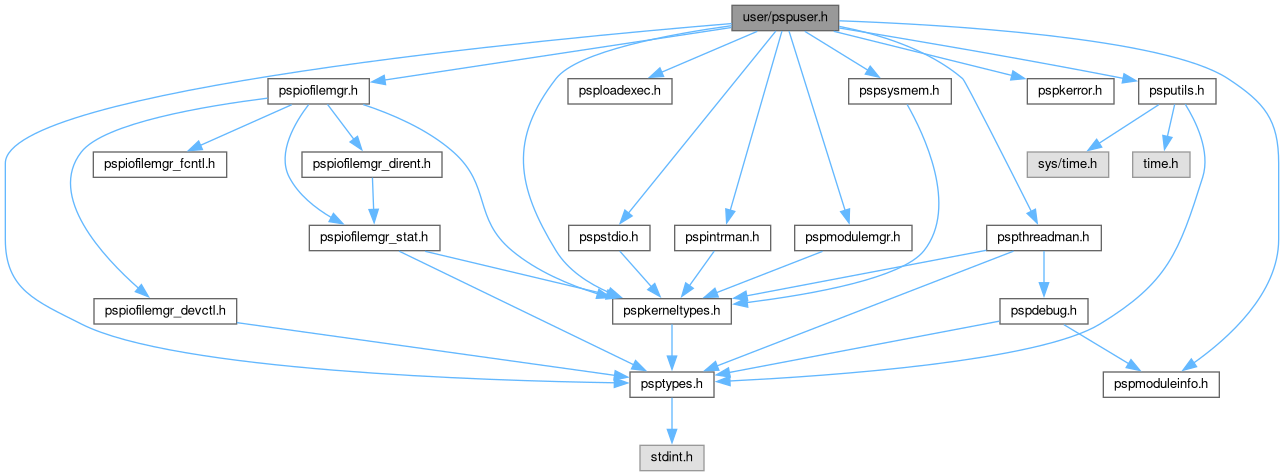 user/pspuser.h
pspiofilemgr.h
psploadexec.h
pspsysmem.h
pspkerror.h
psputils.h
pspiofilemgr_fcntl.h
pspiofilemgr_dirent.h
sys/time.h
time.h
pspiofilemgr_stat.h
pspstdio.h
pspintrman.h
pspmodulemgr.h
pspthreadman.h
pspiofilemgr_devctl.h
pspkerneltypes.h
pspdebug.h
psptypes.h
pspmoduleinfo.h
stdint.h